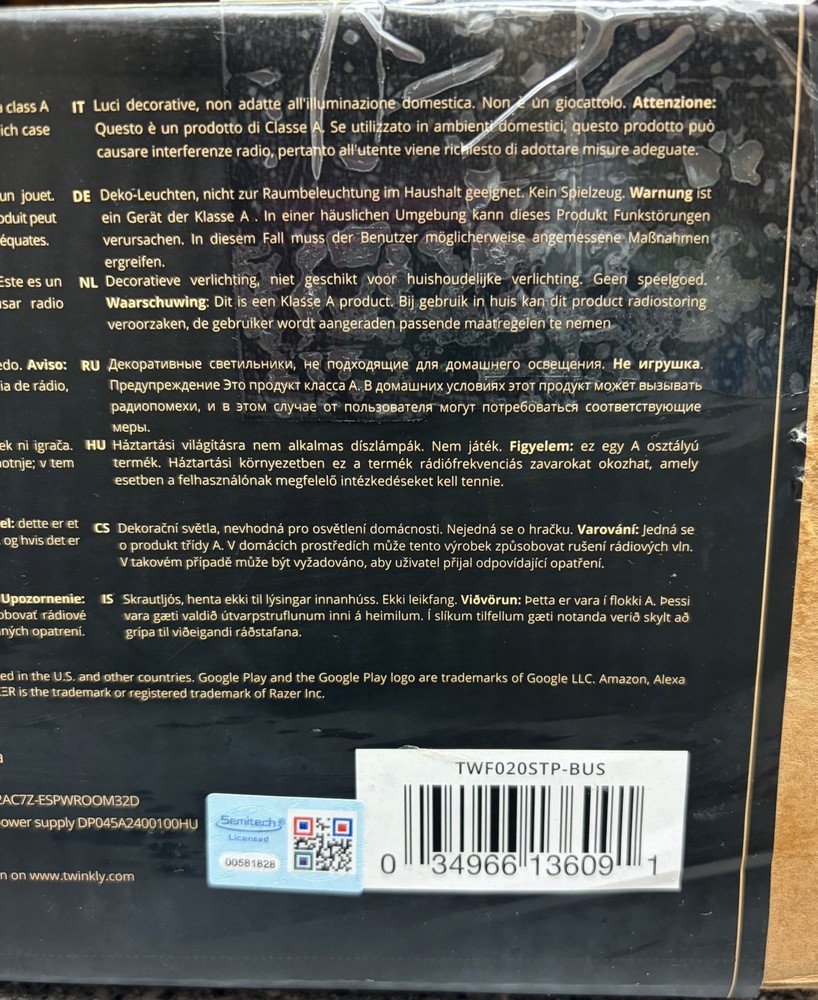 class A
ich case
IT Luci decorative, non adatte all'illuminazione domestica. Non è un giocattolo. Attenzione:
Questo è un prodotto di Classe A. Se utilizzato in ambienti domestici, questo prodotto può
causare interferenze radio, pertanto all'utente viene richiesto di adottare misure adeguate.
un jouet.
oduit peut
équates.
DE Deko-Leuchten, nicht zur Raumbeleuchtung im Haushalt geeignet. Kein Spielzeug. Warnung ist
ein Gerät der Klasse A . In einer häuslichen Umgebung kann dieses Produkt Funkstörungen
verursachen. In diesem Fall muss der Benutzer möglicherweise angemessene Maßnahmen
ergreifen.
Este es un
usar radio
NL Decoratieve verlichting, niet geschikt voor huishoudelijke verlichting. Geen speelgoed.
Waarschuwing: Dit is een Klasse A product. Bij gebruik in huis kan dit product radiostoring
veroorzaken, de gebruiker wordt aangeraden passende maatregelen te nemen
edo. Aviso:
ia de rádio,
RU Декоративные светильники, не подходящие для домашнего освещения. Не игрушка.
Предупреждение Это продукт класса А. В домашних условиях этот продукт может вызывать
радиопомехи, и в этом случае от пользователя могут потребоваться соответствующие
меры.
ek ni igrača.
notnje; v tem
HU Háztartási világításra nem alkalmas díszlámpák. Nem játék. Figyelem: ez egy A osztályú
termék. Háztartási környezetben ez a termék rádiófrekvenciás zavarokat okozhat, amely
esetben a felhasználónak megfelelő intézkedéseket kell tennie.
el: dette er et
og hvis det er
CS Dekorační světla, nevhodná pro osvětlení domácnosti. Nejedná se o hračku. Varování: Jedná se
o produkt třídy A. V domácích prostředích může tento výrobek způsobovat rušení rádiových vln.
V takovém případě může být vyžadováno, aby uživatel přijal odpovídající opatření.
Upozornenie:
obovať rádiové
ných opatrení.
IS Skrautljós, henta ekki til lýsingar innanhúss. Ekki leikfang. Viðvörun: Þetta er vara í flokki A. Þessi
vara gæti valdið útvarpstruflunum inni á heimilum. Í slíkum tilfellum gæti notanda verið skylt að
grípa til viðeigandi ráðstafana.
ed in the U.S. and other countries. Google Play and the Google Play logo are trademarks of Google LLC. Amazon, Alexa
ZER is the trademark or registered trademark of Razer Inc.
a
2AC7Z-ESPWROOM32D
ower supply DP045A2400100HU
n on www.twinkly.com
Semitech®
Licensed
00581828
TWF020STP-BUS
0 34966 13609 1